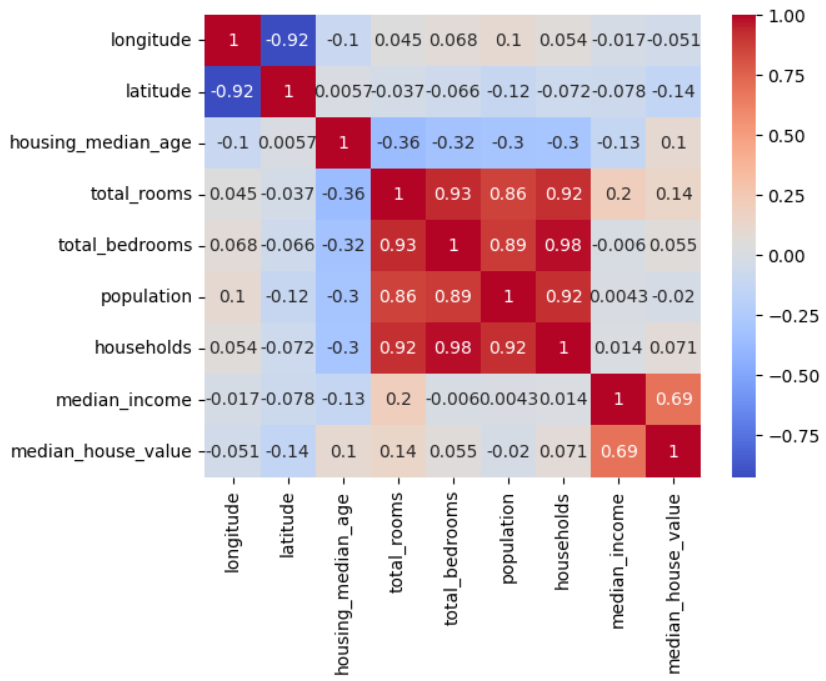 longitude 1 -0.92 -0.1 0.045 0.068 0.1 0.054 -0.017 -0.051
latitude -0.92 1 0.0057 -0.037 -0.066 -0.12 -0.072 -0.078 -0.14
housing_median_age -0.1 0.0057 1 -0.36 -0.32 -0.3 -0.3 -0.13 0.1
total_rooms 0.045 -0.037 -0.36 1 0.93 0.86 0.92 0.2 0.14
total_bedrooms 0.068 -0.066 -0.32 0.93 1 0.89 0.98 -0.006 0.055
population 0.1 -0.12 -0.3 0.86 0.89 1 0.92 0.0043 -0.02
households 0.054 -0.072 -0.3 0.92 0.98 0.92 1 0.014 0.071
median_income -0.017 -0.078 -0.13 0.2 -0.006 0.0043 0.014 1 0.69
median_house_value -0.051 -0.14 0.1 0.14 0.055 -0.02 0.071 0.69 1
longitude
latitude
housing_median_age
total_rooms
total_bedrooms
population
households
median_income
median_house_value
1.00
0.75
0.50
0.25
0.00
−0.25
−0.50
−0.75